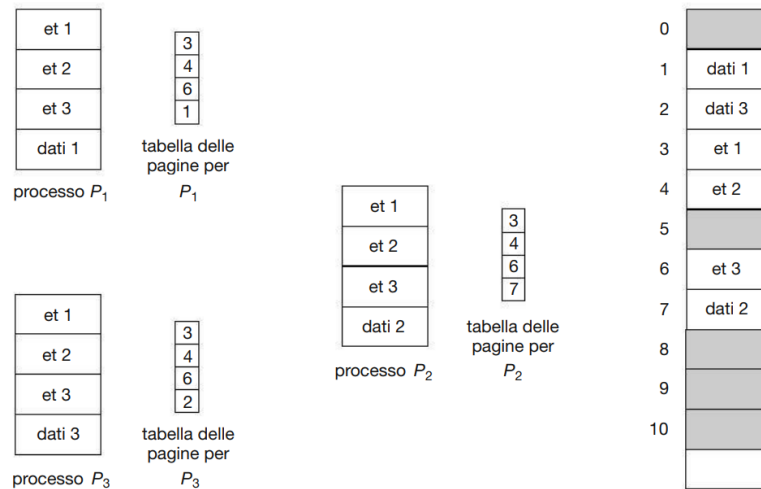 et 1
et 2
et 3
dati 1
processo P1
3
4
6
1
tabella delle
pagine per
P1
et 1
et 2
et 3
dati 2
processo P2
3
4
6
7
tabella delle
pagine per
P2
et 1
et 2
et 3
dati 3
processo P3
3
4
6
2
tabella delle
pagine per
P3
0
1 dati 1
2 dati 3
3 et 1
4 et 2
5
6 et 3
7 dati 2
8
9
10